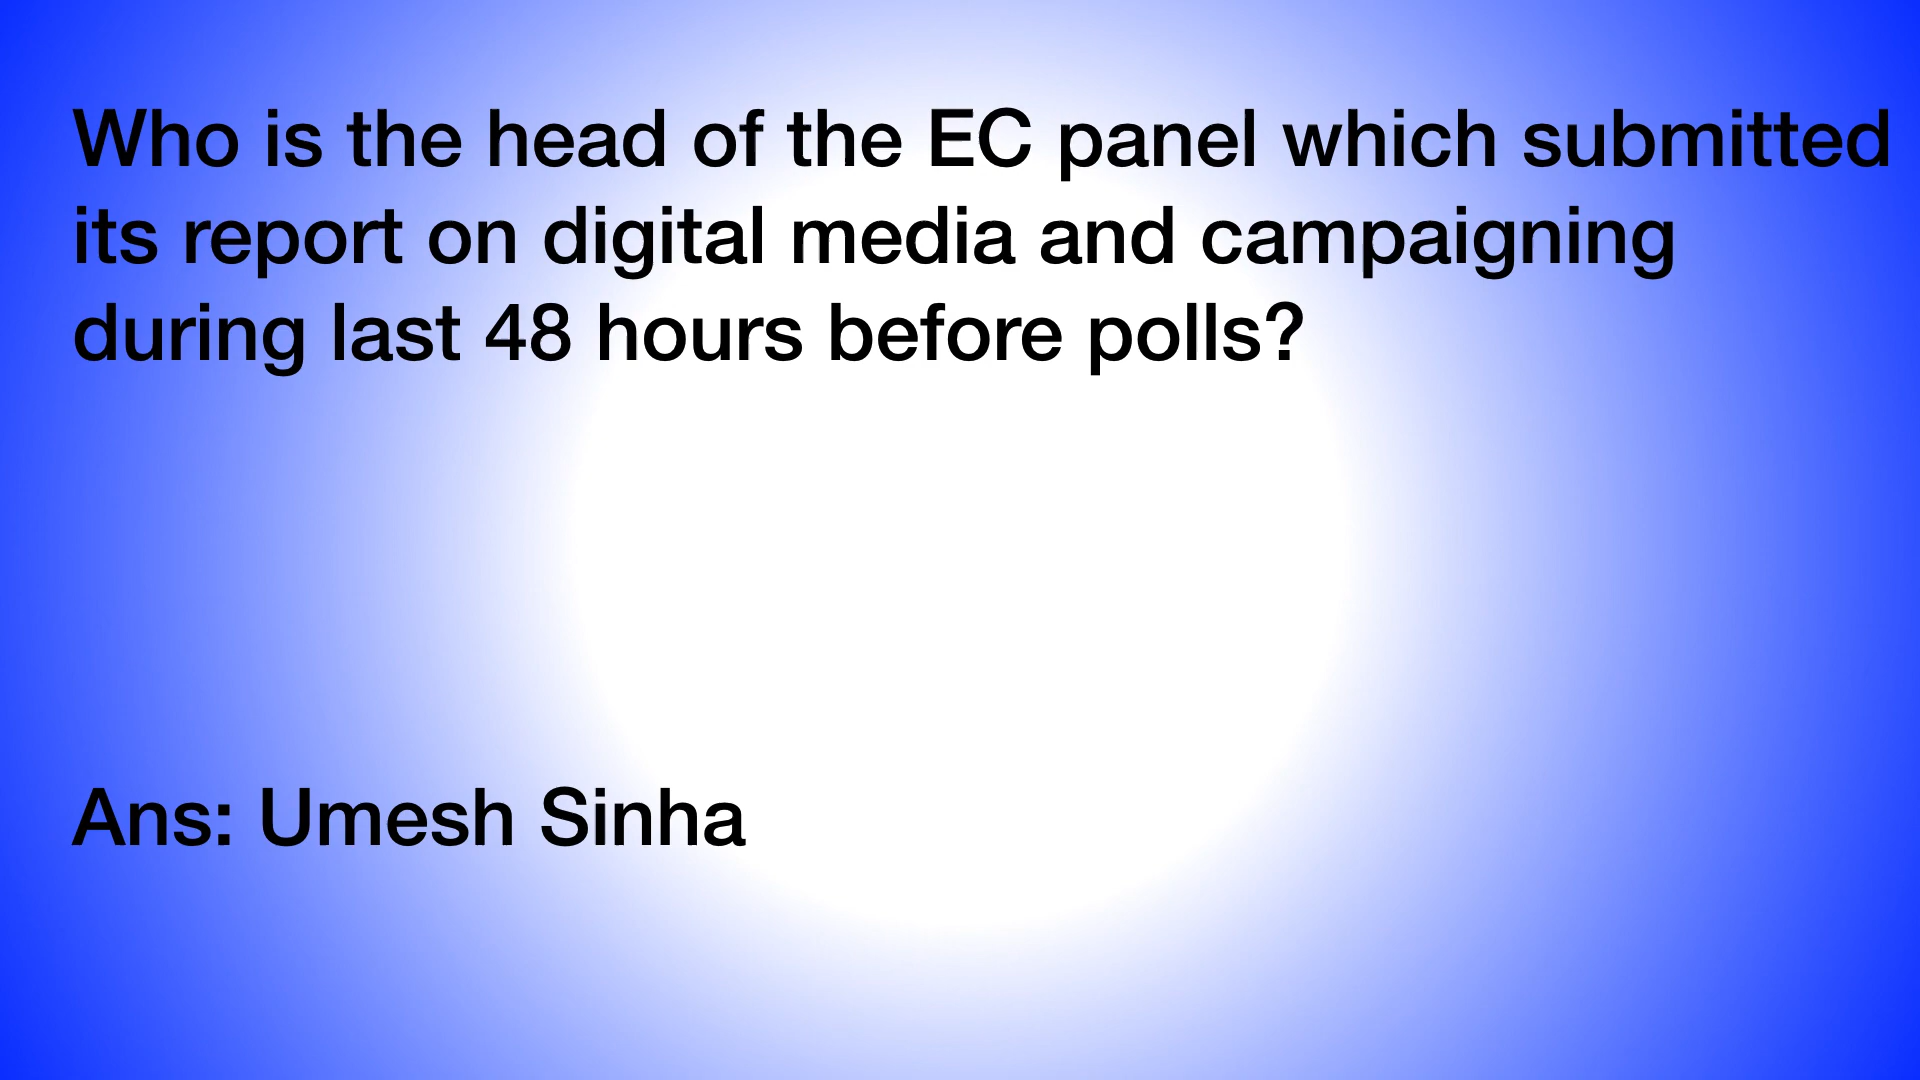 Who is the head of the EC panel which submitted
its report on digital media and campaigning
during last 48 hours before polls?
Ans: Umesh Sinha